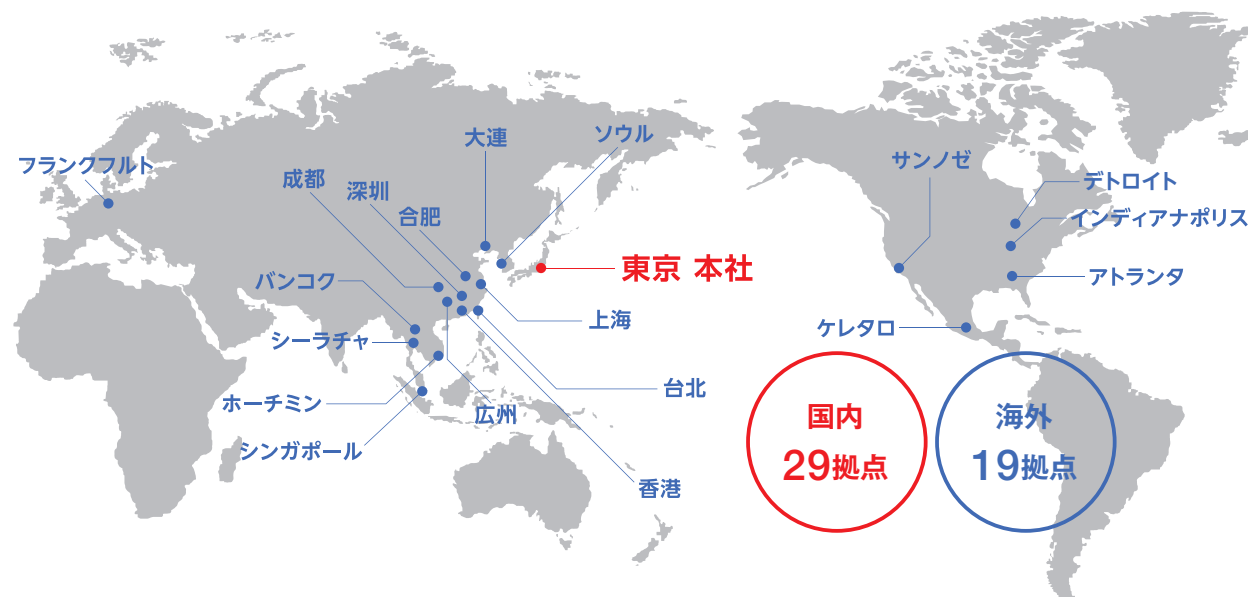 大連
ソウル
サンノゼ
フランクフルト
成都
深圳
合肥
デトロイト
インディアナポリス
東京 本社
バンコク
アトランタ
上海
シーラチャ
ケレタロ
台北
ホーチミン
広州
シンガポール
香港
国内
29拠点
海外
19拠点